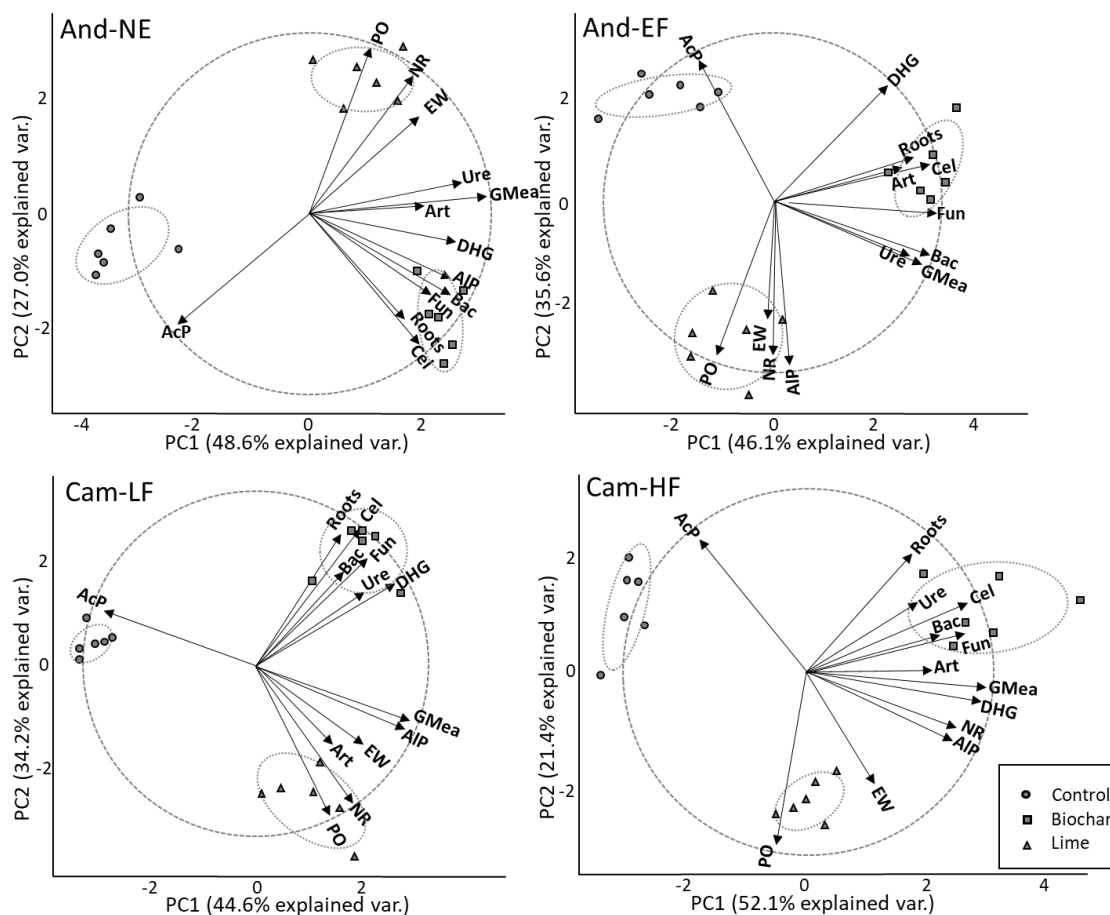 And-NE
PO
NR
EW
Ure
GMea
Art
DHG
AlP
Bac
Fun
Roots
Cel
AcP
2
0
-2
PC2 (27.0% explained var.)
-4
-2
0
2
PC1 (48.6% explained var.)
And-EF
AcP
DHG
Roots
Cel
Art
Fun
Bac
Ure
GMea
EW
NR
AlP
PO
2
0
-2
PC2 (35.6% explained var.)
-2
0
2
4
PC1 (46.1% explained var.)
Cam-LF
Roots
Cel
Fun
Bac
Ure
DHG
AcP
GMea
AlP
EW
Art
NR
PO
2
0
-2
PC2 (34.2% explained var.)
-2
0
2
PC1 (44.6% explained var.)
Cam-HF
AcP
Roots
Ure
Cel
Bac
Fun
Art
GMea
DHG
NR
AlP
EW
PO
2
0
-2
PC2 (21.4% explained var.)
-2
0
2
4
PC1 (52.1% explained var.)
Control
Biochar
Lime